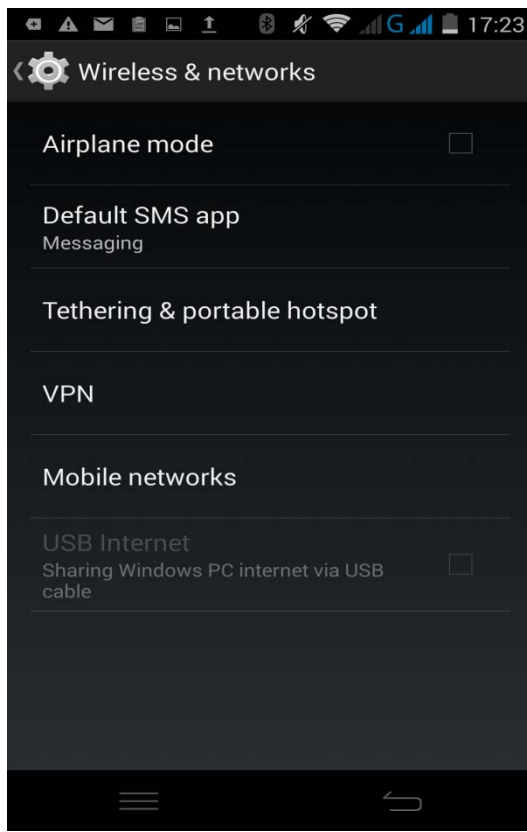 G 17:23
Wireless & networks
Airplane mode
Default SMS app
Messaging
Tethering & portable hotspot
VPN
Mobile networks
USB Internet
Sharing Windows PC internet via USB
cable